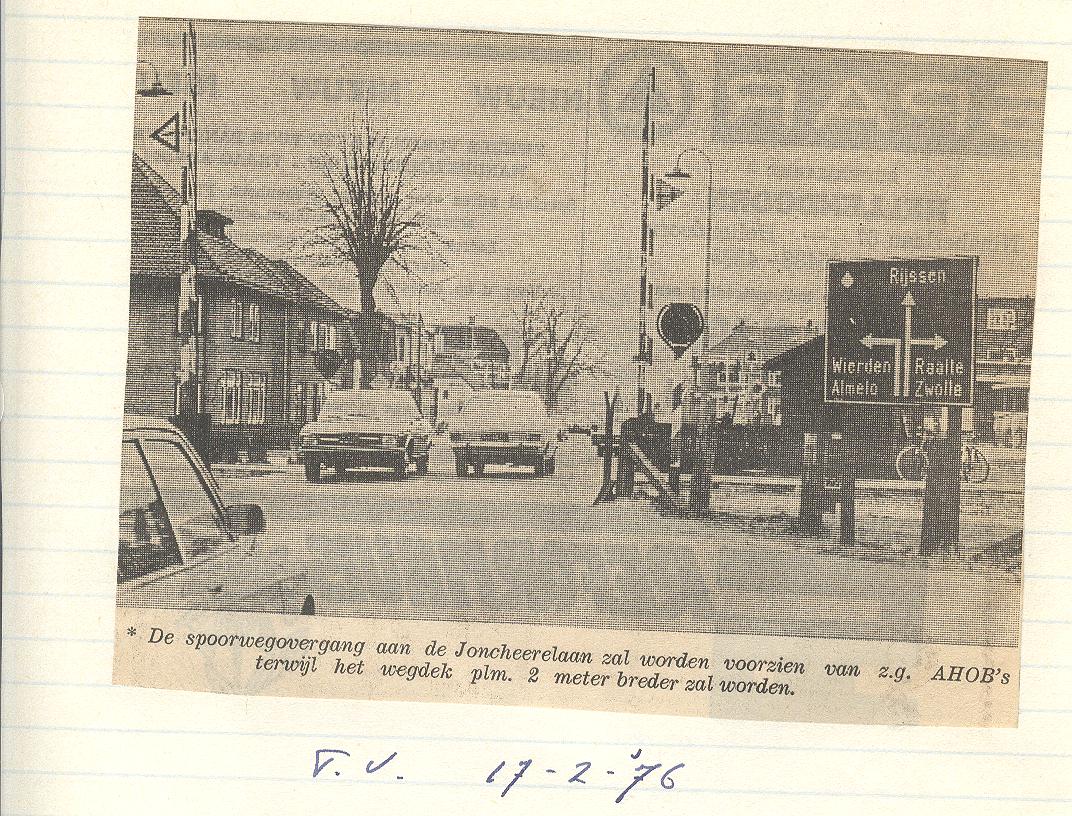 Rijssen
Wierden Raalte
Almelo Zwolle
* De spoorwegovergang aan de Joncheerelaan zal worden voorzien van z.g. AHOB's
terwijl het wegdek plm. 2 meter breder zal worden.
T.V. 17-2-'76